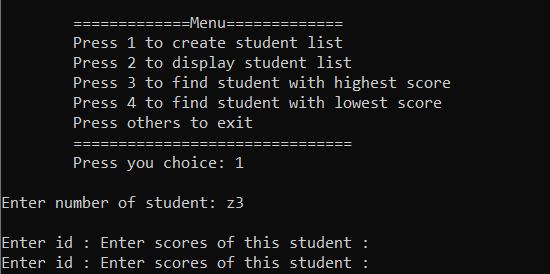 =============Menu=============
Press 1 to create student list
Press 2 to display student list
Press 3 to find student with highest score
Press 4 to find student with lowest score
Press others to exit
===============================
Press you choice: 1
Enter number of student: z3
Enter id : Enter scores of this student :
Enter id : Enter scores of this student :